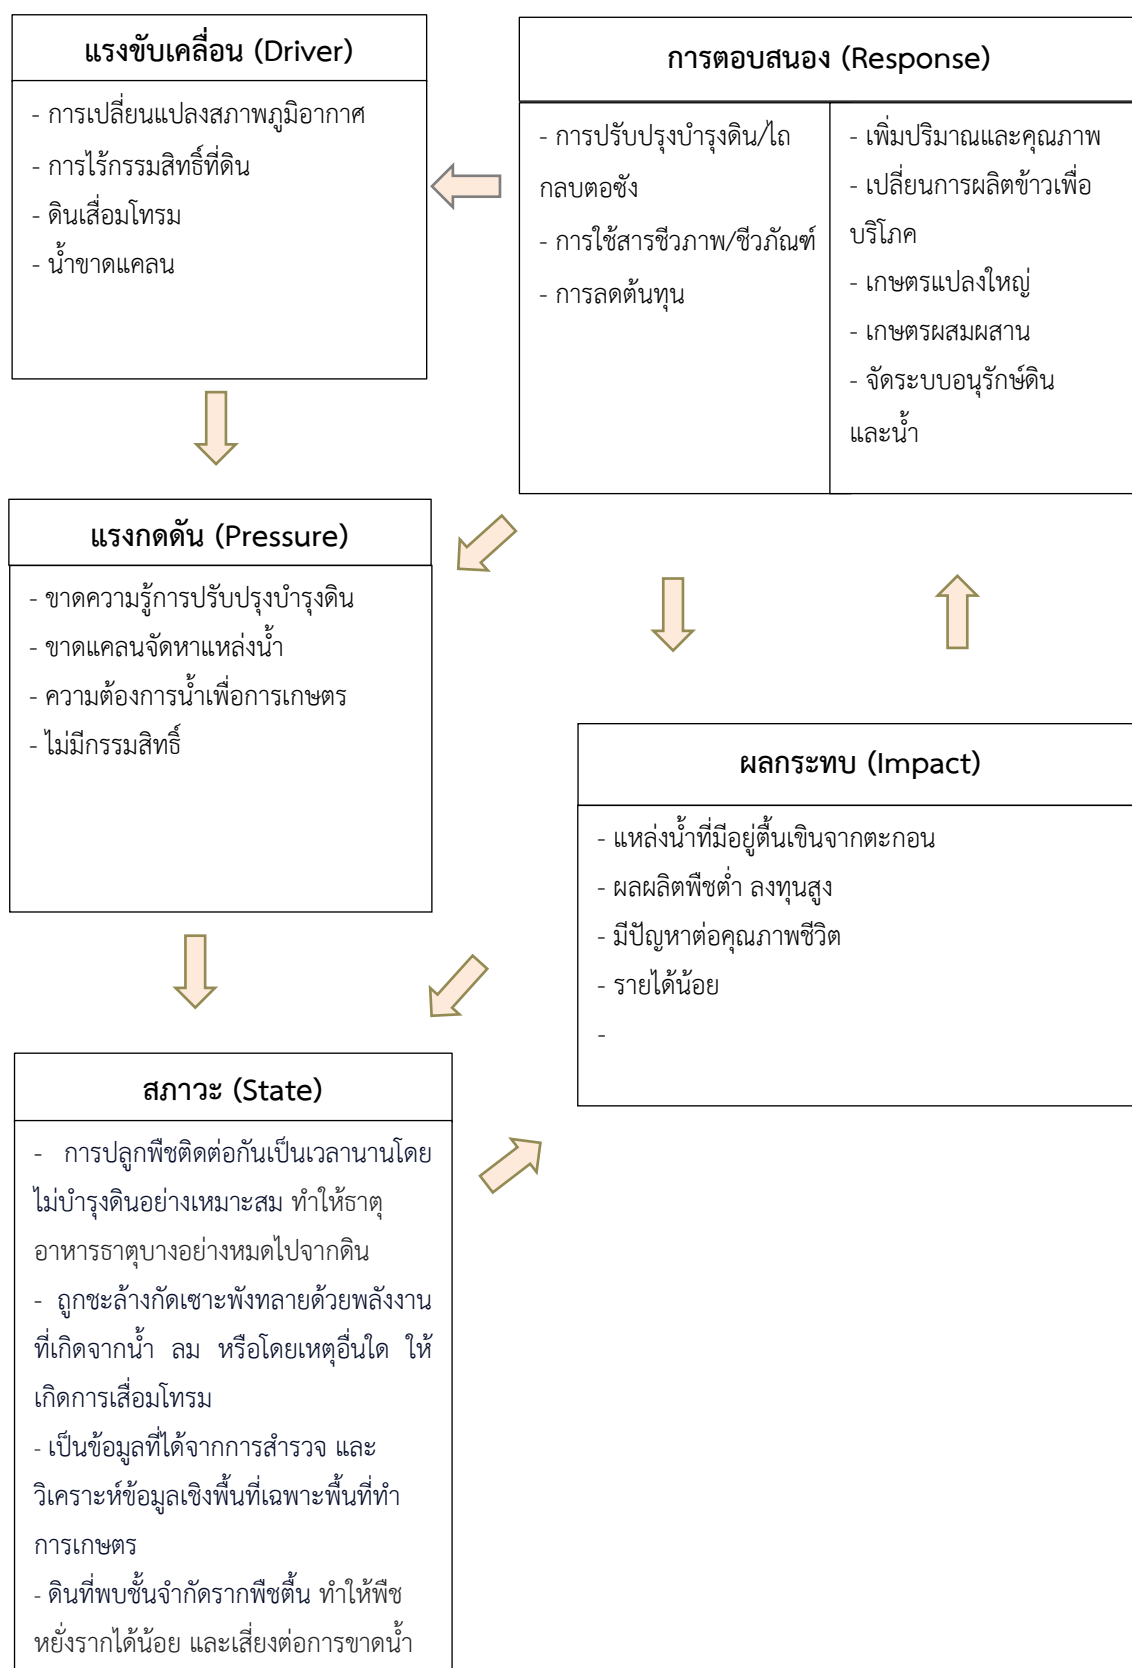 แรงขับเคลื่อน (Driver)
- การเปลี่ยนแปลงสภาพภูมิอากาศ
- การไร้กรรมสิทธิ์ที่ดิน
- ดินเสื่อมโทรม
- น้ำขาดแคลน
การตอบสนอง (Response)
- การปรับปรุงบำรุงดิน/ไถ
กลบตอซัง
- การใช้สารชีวภาพ/ชีวภัณฑ์
- การลดต้นทุน
- เพิ่มปริมาณและคุณภาพ
- เปลี่ยนการผลิตข้าวเพื่อ
บริโภค
- เกษตรแปลงใหญ่
- เกษตรผสมผสาน
- จัดระบบอนุรักษ์ดิน
และน้ำ
แรงกดดัน (Pressure)
- ขาดความรู้การปรับปรุงบำรุงดิน
- ขาดแคลนจัดหาแหล่งน้ำ
- ความต้องการน้ำเพื่อการเกษตร
- ไม่มีกรรมสิทธิ์
ผลกระทบ (Impact)
- แหล่งน้ำที่มีอยู่ตื้นเขินจากตะกอน
- ผลผลิตพืชต่ำ ลงทุนสูง
- มีปัญหาต่อคุณภาพชีวิต
- รายได้น้อย
-
สภาวะ (State)
- การปลูกพืชติดต่อกันเป็นเวลานานโดย
ไม่บำรุงดินอย่างเหมาะสม ทำให้ธาตุ
อาหารธาตุบางอย่างหมดไปจากดิน
- ถูกชะล้างกัดเซาะพังทลายด้วยพลังงาน
ที่เกิดจากน้ำ ลม หรือโดยเหตุอื่นใด ให้
เกิดการเสื่อมโทรม
- เป็นข้อมูลที่ได้จากการสำรวจ และ
วิเคราะห์ข้อมูลเชิงพื้นที่เฉพาะพื้นที่ทำ
การเกษตร
- ดินที่พบชั้นจำกัดรากพืชตื้น ทำให้พืช
หยั่งรากได้น้อย และเสี่ยงต่อการขาดน้ำ